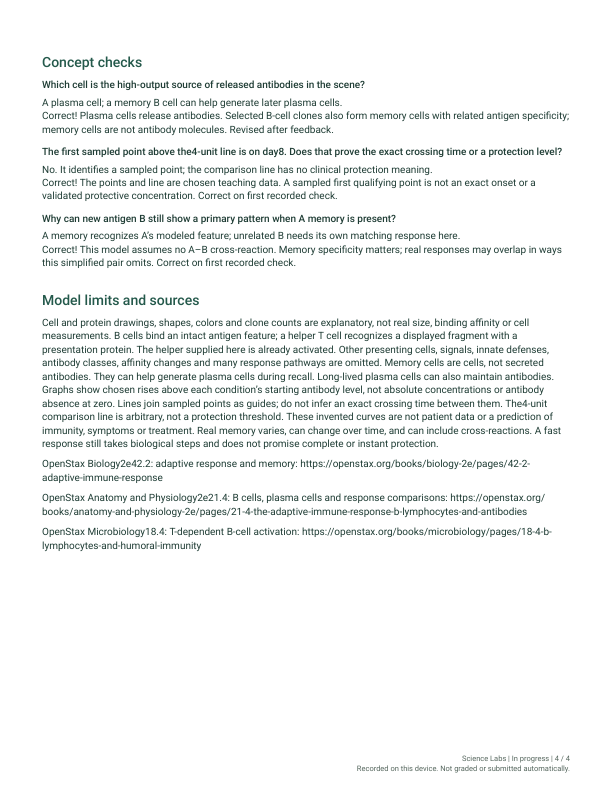 Concept checks
Which cell is the high-output source of released antibodies in the scene?
A plasma cell; a memory B cell can help generate later plasma cells.
Correct! Plasma cells release antibodies. Selected B-cell clones also form memory cells with related antigen specificity;
memory cells are not antibody molecules. Revised after feedback.
The first sampled point above the4-unit line is on day8. Does that prove the exact crossing time or a protection level?
No. It identifies a sampled point; the comparison line has no clinical protection meaning.
Correct! The points and line are chosen teaching data. A sampled first qualifying point is not an exact onset or a
validated protective concentration. Correct on first recorded check.
Why can new antigen B still show a primary pattern when A memory is present?
A memory recognizes A's modeled feature; unrelated B needs its own matching response here.
Correct! This model assumes no A–B cross-reaction. Memory specificity matters; real responses may overlap in ways
this simplified pair omits. Correct on first recorded check.
Model limits and sources
Cell and protein drawings, shapes, colors and clone counts are explanatory, not real size, binding affinity or cell
measurements. B cells bind an intact antigen feature; a helper T cell recognizes a displayed fragment with a
presentation protein. The helper supplied here is already activated. Other presenting cells, signals, innate defenses,
antibody classes, affinity changes and many response pathways are omitted. Memory cells are cells, not secreted
antibodies. They can help generate plasma cells during recall. Long-lived plasma cells can also maintain antibodies.
Graphs show chosen rises above each condition's starting antibody level, not absolute concentrations or antibody
absence at zero. Lines join sampled points as guides; do not infer an exact crossing time between them. The4-unit
comparison line is arbitrary, not a protection threshold. These invented curves are not patient data or a prediction of
immunity, symptoms or treatment. Real memory varies, can change over time, and can include cross-reactions. A fast
response still takes biological steps and does not promise complete or instant protection.
OpenStax Biology2e42.2: adaptive response and memory: https://openstax.org/books/biology-2e/pages/42-2-
adaptive-immune-response
OpenStax Anatomy and Physiology2e21.4: B cells, plasma cells and response comparisons: https://openstax.org/
books/anatomy-and-physiology-2e/pages/21-4-the-adaptive-immune-response-b-lymphocytes-and-antibodies
OpenStax Microbiology18.4: T-dependent B-cell activation: https://openstax.org/books/microbiology/pages/18-4-b-
lymphocytes-and-humoral-immunity
Science Labs | In progress | 4 / 4
Recorded on this device. Not graded or submitted automatically.